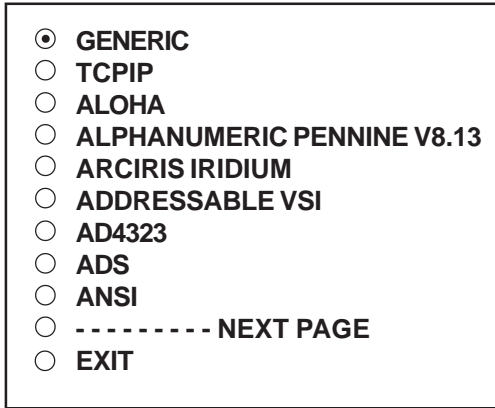 GENERIC
TCPIP
ALOHA
ALPHANUMERIC PENNINE V8.13
ARCIRIS IRIDIUM
ADDRESSABLE VSI
AD4323
ADS
ANSI
- - - - - - - - - NEXT PAGE
EXIT